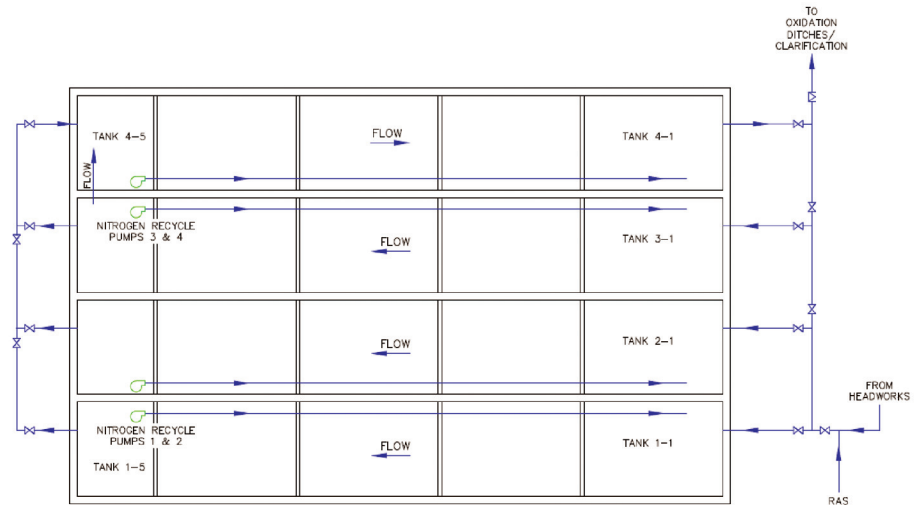 TO
OXIDATION
DITCHES/
CLARIFICATION
TANK 4-5
FLOW
TANK 4-1
FLOW
NITROGEN RECYCLE
PUMPS 3 & 4
TANK 3-1
FLOW
TANK 2-1
FLOW
FROM
HEADWORKS
NITROGEN RECYCLE
PUMPS 1 & 2
TANK 1-1
FLOW
TANK 1-5
RAS